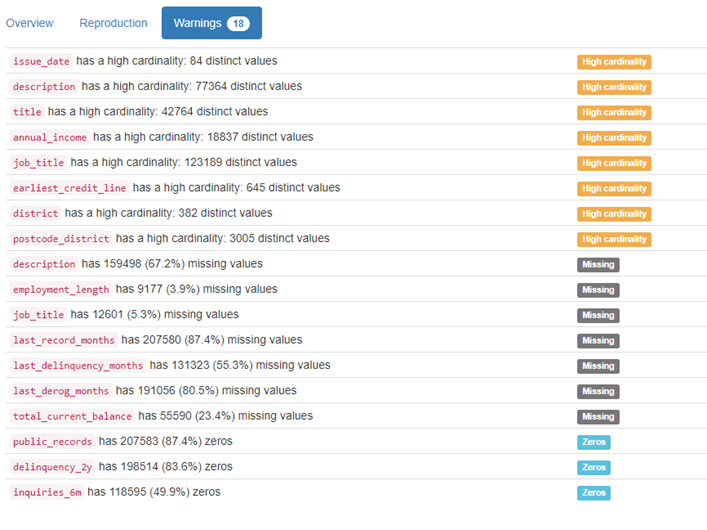 Overview Reproduction Warnings 18
issue_date has a high cardinality: 84 distinct values High cardinality
description has a high cardinality: 77364 distinct values High cardinality
title has a high cardinality: 42764 distinct values High cardinality
annual_income has a high cardinality: 18837 distinct values High cardinality
job_title has a high cardinality: 123189 distinct values High cardinality
earliest_credit_line has a high cardinality: 645 distinct values High cardinality
district has a high cardinality: 382 distinct values High cardinality
postcode_district has a high cardinality: 3005 distinct values High cardinality
description has 159498 (67.2%) missing values Missing
employment_length has 9177 (3.9%) missing values Missing
job_title has 12601 (5.3%) missing values Missing
last_record_months has 207580 (87.4%) missing values Missing
last_delinquency_months has 131323 (55.3%) missing values Missing
last_derog_months has 191056 (80.5%) missing values Missing
total_current_balance has 55590 (23.4%) missing values Missing
public_records has 207583 (87.4%) zeros Zeros
delinquency_2y has 198514 (83.6%) zeros Zeros
inquiries_6m has 118595 (49.9%) zeros Zeros